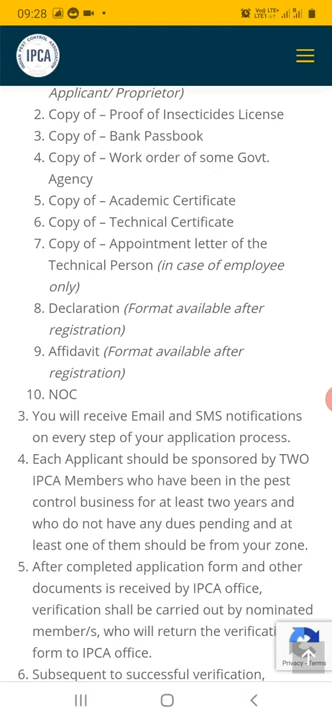 09:28
Vo)) LTE+
LTE1
IPCA
Applicant/ Proprietor)
2. Copy of – Proof of Insecticides License
3. Copy of – Bank Passbook
4. Copy of – Work order of some Govt.
Agency
5. Copy of – Academic Certificate
6. Copy of – Technical Certificate
7. Copy of – Appointment letter of the
Technical Person (in case of employee
only)
8. Declaration (Format available after
registration)
9. Affidavit (Format available after
registration)
10. NOC
3. You will receive Email and SMS notifications
on every step of your application process.
4. Each Applicant should be sponsored by TWO
IPCA Members who have been in the pest
control business for at least two years and
who do not have any dues pending and at
least one of them should be from your zone.
5. After completed application form and other
documents is received by IPCA office,
verification shall be carried out by nominated
member/s, who will return the verificati
form to IPCA office.
Privacy - Terms
6. Subsequent to successful verification,